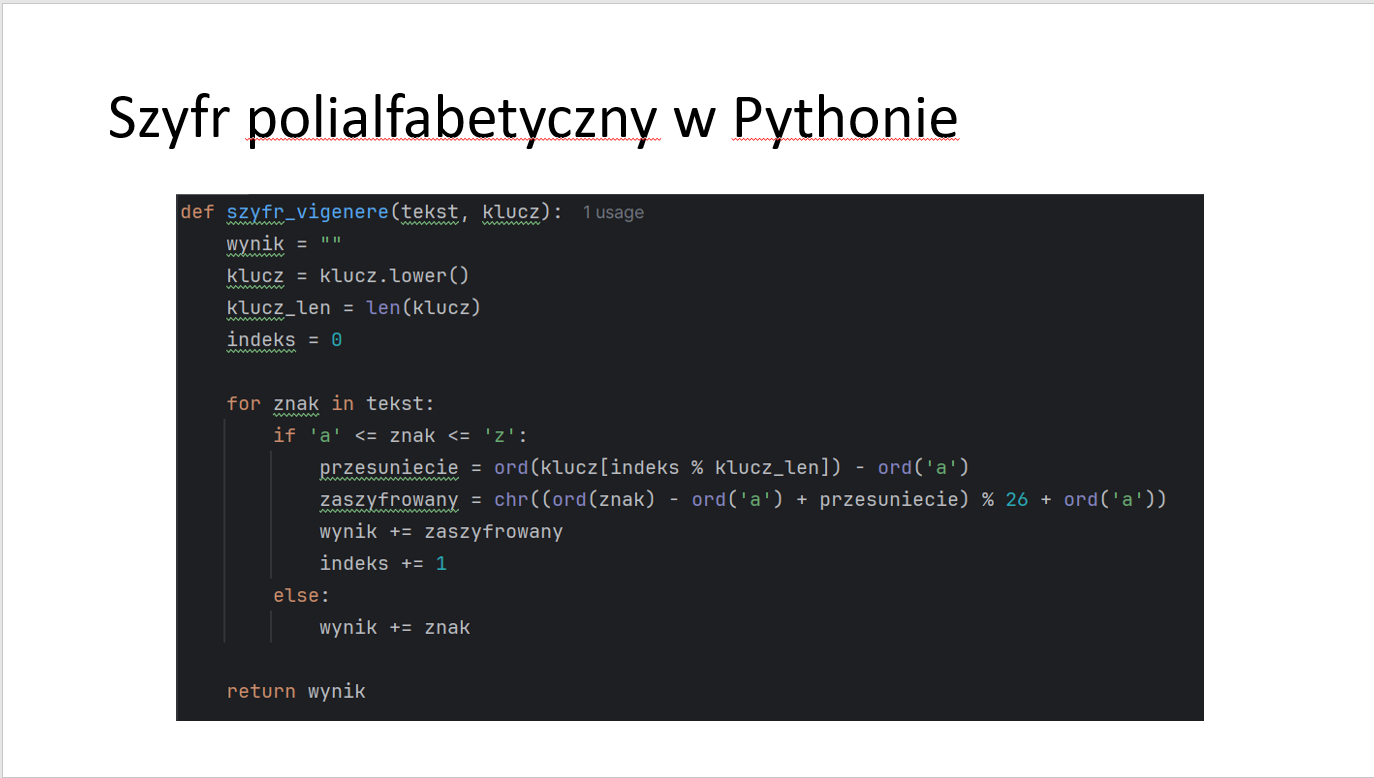 Szyfr polialfabetyczny w Pythonie
def szyfr_vigenere(tekst, klucz): 1 usage
    wynik = ""
    klucz = klucz.lower()
    klucz_len = len(klucz)
    indeks = 0
    for znak in tekst:
        if 'a' <= znak <= 'z':
            przesuniecie = ord(klucz[indeks % klucz_len]) - ord('a')
            zaszyfrowany = chr((ord(znak) - ord('a') + przesuniecie) % 26 + ord('a'))
            wynik += zaszyfrowany
            indeks += 1
        else:
            wynik += znak
    return wynik